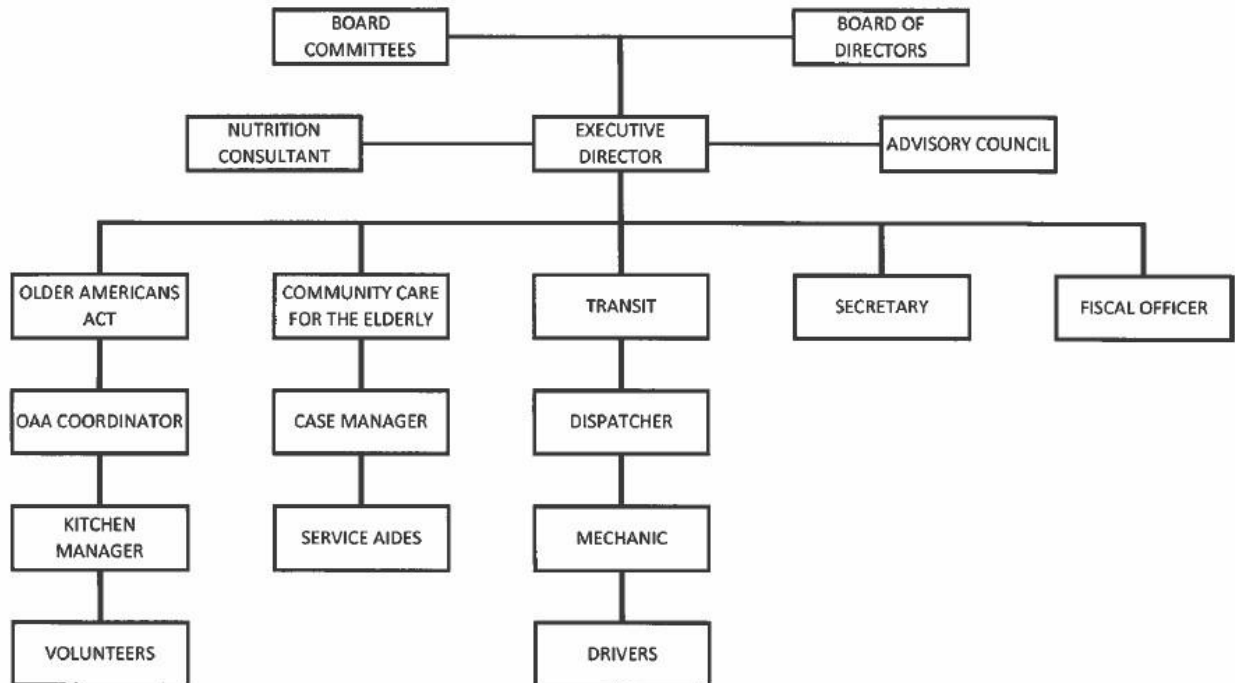 BOARD
COMMITTEES
BOARD OF
DIRECTORS
NUTRITION
CONSULTANT
EXECUTIVE
DIRECTOR
ADVISORY COUNCIL
OLDER AMERICANS
ACT
COMMUNITY CARE
FOR THE ELDERLY
TRANSIT
SECRETARY
FISCAL OFFICER
OAA COORDINATOR
CASE MANAGER
DISPATCHER
KITCHEN
MANAGER
SERVICE AIDES
MECHANIC
VOLUNTEERS
DRIVERS